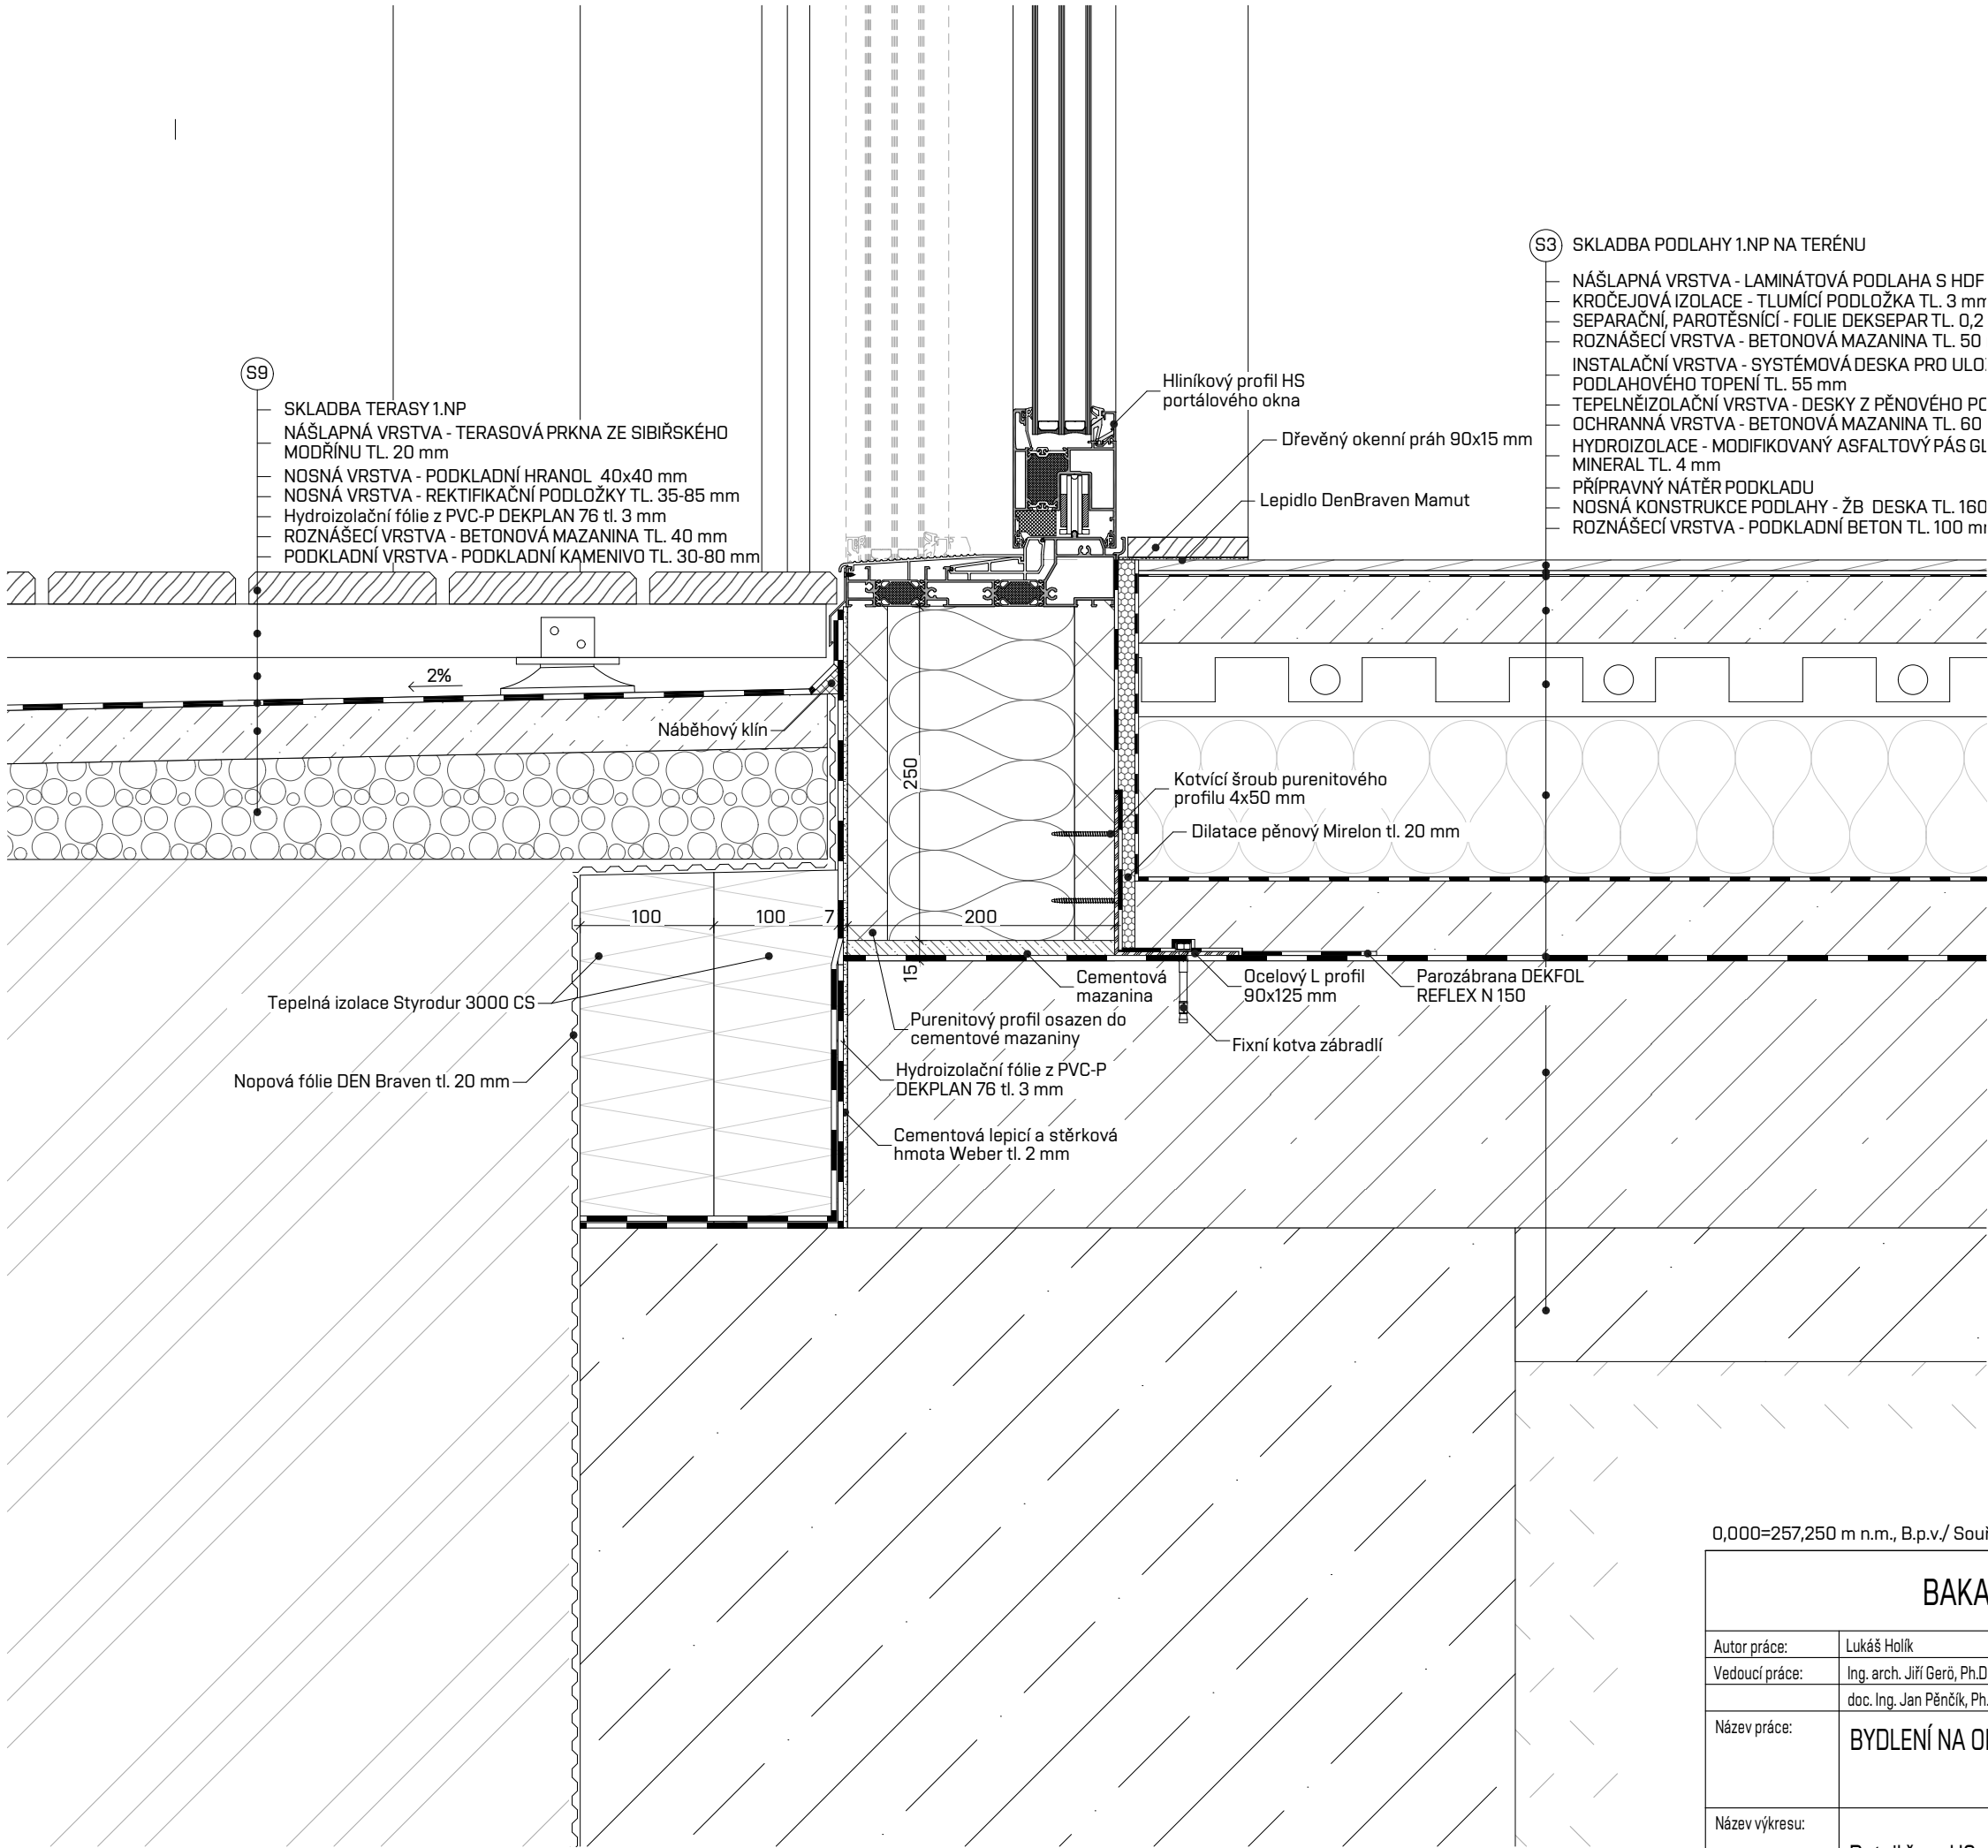 S3 SKLADBA PODLAHY 1.NP NA TERÉNU
NÁŠLAPNÁ VRSTVA - LAMINÁTOVÁ PODLAHA S HDF
KROČEJOVÁ IZOLACE - TLUMÍCÍ PODLOŽKA TL. 3 mm
SEPARAČNÍ, PAROTĚSNÍCÍ - FOLIE DEKSEPAR TL. 0,2
ROZNÁŠECÍ VRSTVA - BETONOVÁ MAZANINA TL. 50
INSTALAČNÍ VRSTVA - SYSTÉMOVÁ DESKA PRO
PODLAHOVÉHO TOPENÍ TL. 55 mm
TEPELNĚIZOLAČNÍ VRSTVA - DESKY Z PĚNOVÉHO
OCHRANNÁ VRSTVA - BETONOVÁ MAZANINA TL. 60
HYDROIZOLACE - MODIFIKOVANÝ ASFALTOVÝ PÁS
MINERAL TL. 4 mm
PŘÍPRAVNÝ NÁTĚR PODKLADU
NOSNÁ KONSTRUKCE PODLAHY - ŽB DESKA TL. 160
ROZNÁŠECÍ VRSTVA - PODKLADNÍ BETON TL. 100 mm
S9
SKLADBA TERASY 1.NP
NÁŠLAPNÁ VRSTVA - TERASOVÁ PRKNA ZE SIBIŘSKÉHO
MODŘÍNU TL. 20 mm
NOSNÁ VRSTVA - PODKLADNÍ HRANOL 40x40 mm
NOSNÁ VRSTVA - REKTIFIKAČNÍ PODLOŽKY TL. 35-85 mm
Hydroizolační fólie z PVC-P DEKPLAN 76 tl. 3 mm
ROZNÁŠECÍ VRSTVA - BETONOVÁ MAZANINA TL. 40 mm
PODKLADNÍ VRSTVA - PODKLADNÍ KAMENIVO TL. 30-80 mm
Hliníkový profil HS
portálového okna
Dřevěný okenní práh 90x15 mm
Lepidlo DenBraven Mamut
2%
Náběhový klín
250
Kotvící šroub purenitového
profilu 4x50 mm
Dilatace pěnový Mirelon tl. 20 mm
100
100
7
200
15
Cementová
mazanina
Ocelový L profil
90x125 mm
Parozábrana DEKFOL
REFLEX N 150
Tepelná izolace Styrodur 3000 CS
Purenitový profil osazen do
cementové mazaniny
Fixní kotva zábradlí
Hydroizolační fólie z PVC-P
DEKPLAN 76 tl. 3 mm
Nopová fólie DEN Braven tl. 20 mm
Cementová lepicí a stěrková
hmota Weber tl. 2 mm
0,000=257,250 m n.m., B.p.v./
Autor práce: Lukáš Holík
Vedoucí práce: Ing. arch. Jiří Gerö, Ph.D
doc. Ing. Jan Pěnčík, Ph.
Název práce: BYDLENÍ NA
Název výkresu: